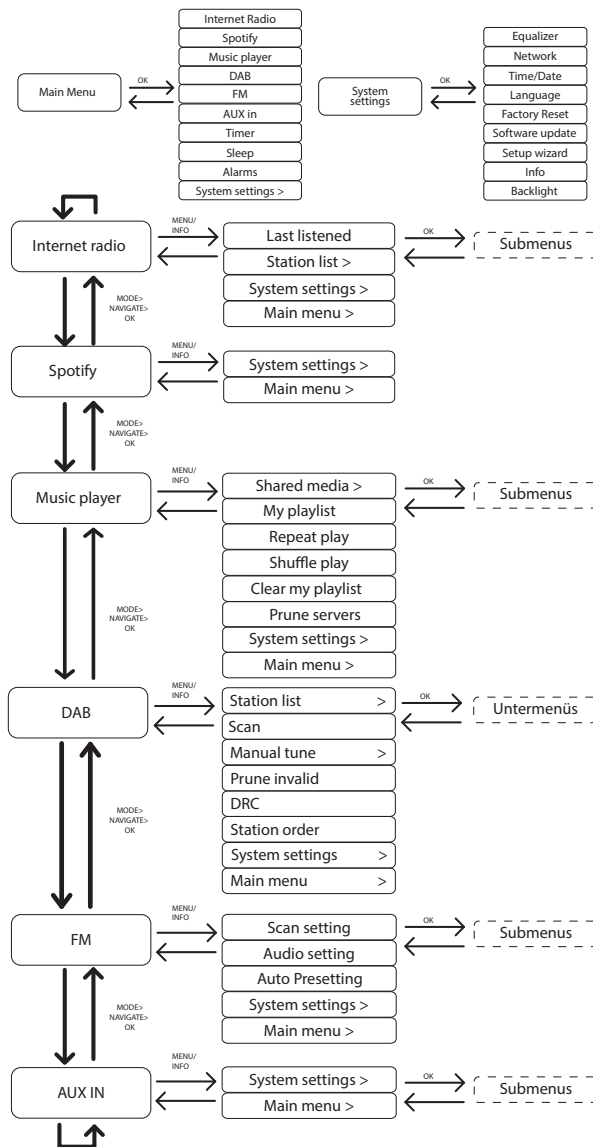 Main Menu
OK
Internet Radio
Spotify
Music player
DAB
FM
AUX in
Timer
Sleep
Alarms
System settings >
System
settings
OK
Equalizer
Network
Time/Date
Language
Factory Reset
Software update
Setup wizard
Info
Backlight
Internet radio
MENU/
INFO
Last listened
Station list >
System settings >
Main menu >
OK
Submenus
MODE>
NAVIGATE>
OK
Spotify
MENU/
INFO
System settings >
Main menu >
MODE>
NAVIGATE>
OK
Music player
MENU/
INFO
Shared media >
My playlist
Repeat play
Shuffle play
Clear my playlist
Prune servers
System settings >
Main menu >
OK
Submenus
MODE>
NAVIGATE>
OK
DAB
MENU/
INFO
Station list >
Scan
Manual tune >
Prune invalid
DRC
Station order
System settings >
Main menu >
OK
Untermenüs
MODE>
NAVIGATE>
OK
FM
MENU/
INFO
Scan setting
Audio setting
Auto Presetting
System settings >
Main menu >
OK
Submenus
MODE>
NAVIGATE>
OK
AUX IN
MENU/
INFO
System settings >
Main menu >
OK
Submenus